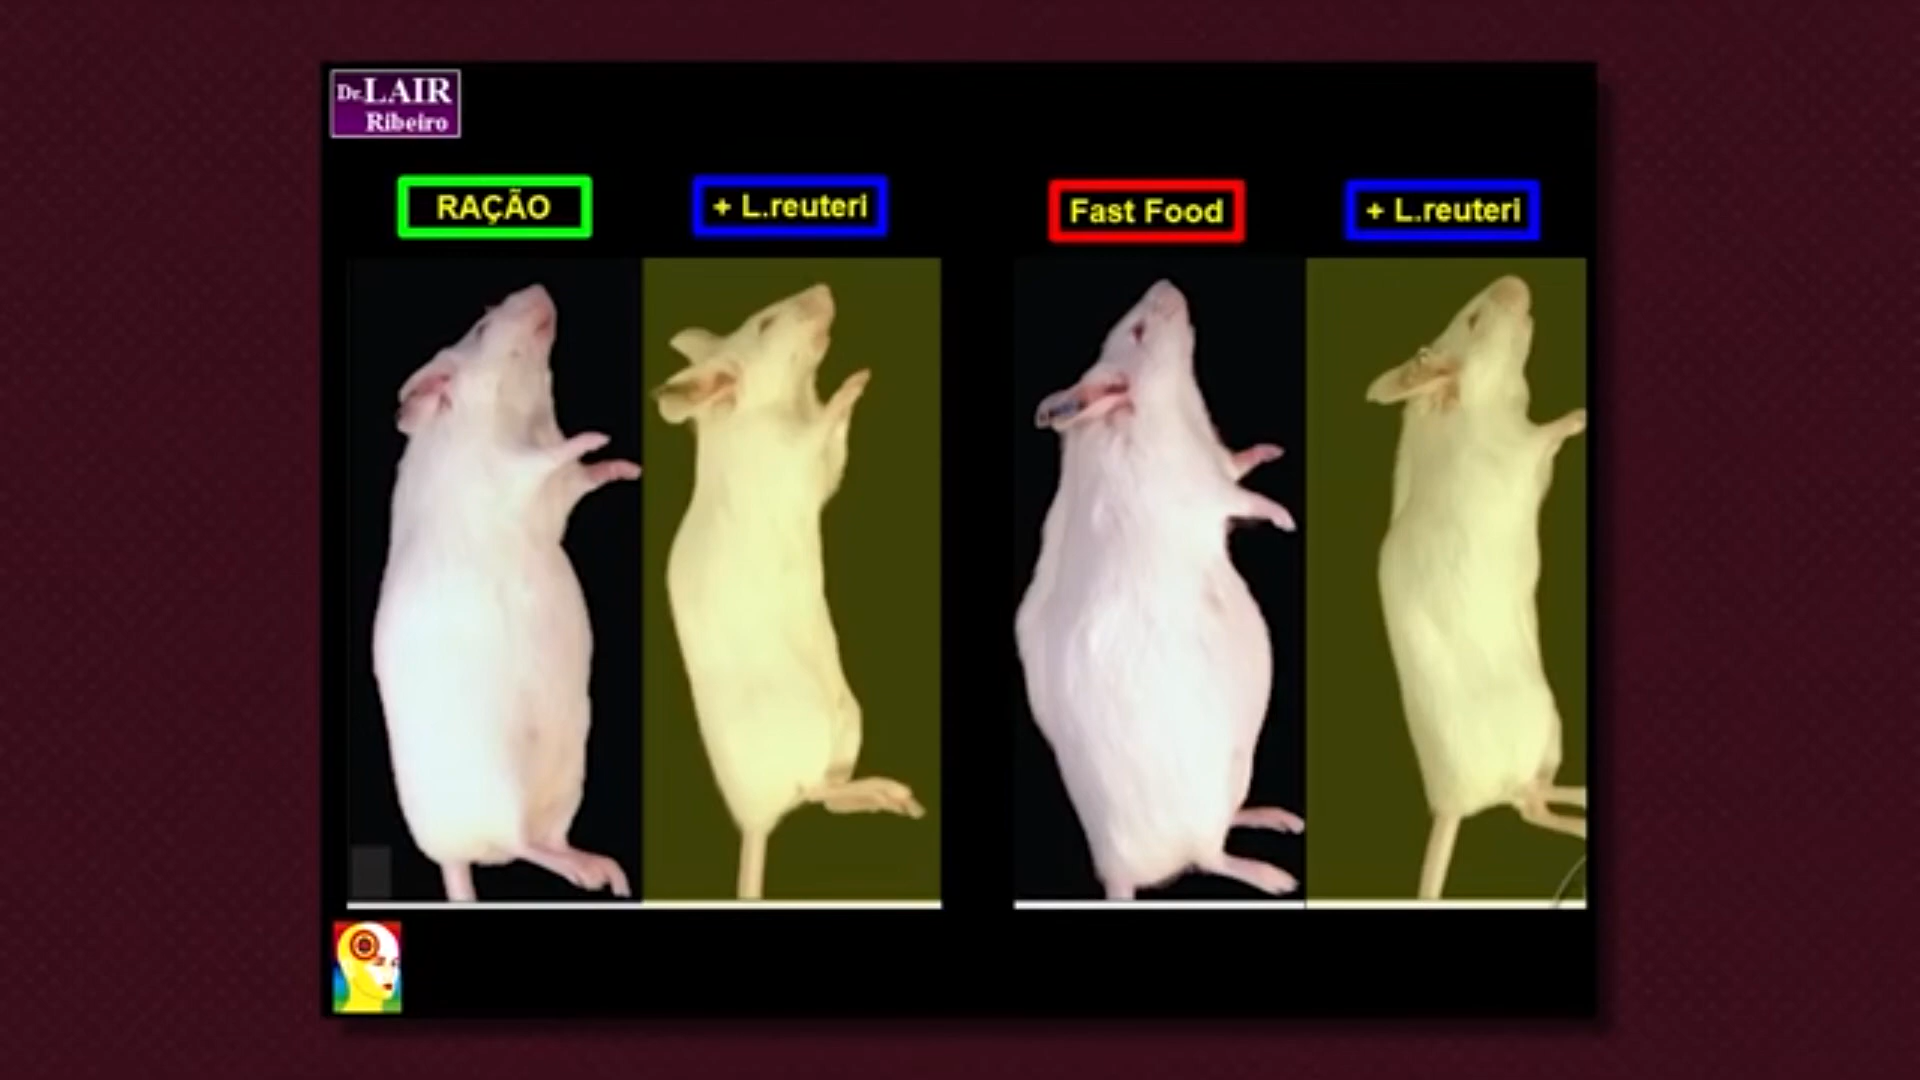 Dr. LAIR
Ribeiro
RAÇÃO
+ L.reuteri
Fast Food
+ L.reuteri